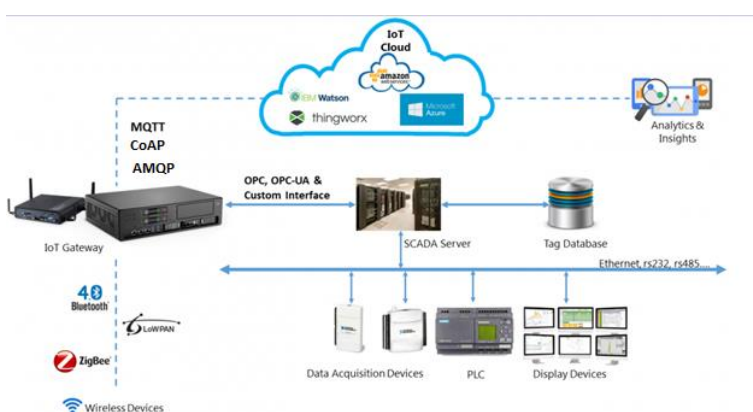 IoT
Cloud
amazon
web services
IBM Watson
Microsoft
Azure
thingworx
Analytics &
Insights
MQTT
CoAP
AMQP
OPC, OPC-UA &
Custom Interface
IoT Gateway
SCADA Server
Tag Database
Ethernet, rs232, rs485....
4.0
Bluetooth
6LoWPAN
ZigBee
Data Acquisition Devices
PLC
Display Devices
Wireless Devices